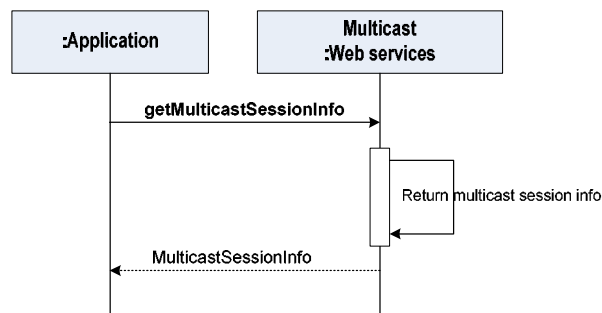 :Application
Multicast
:Web services
getMulticastSessionInfo
Return multicast session info
MulticastSessionInfo